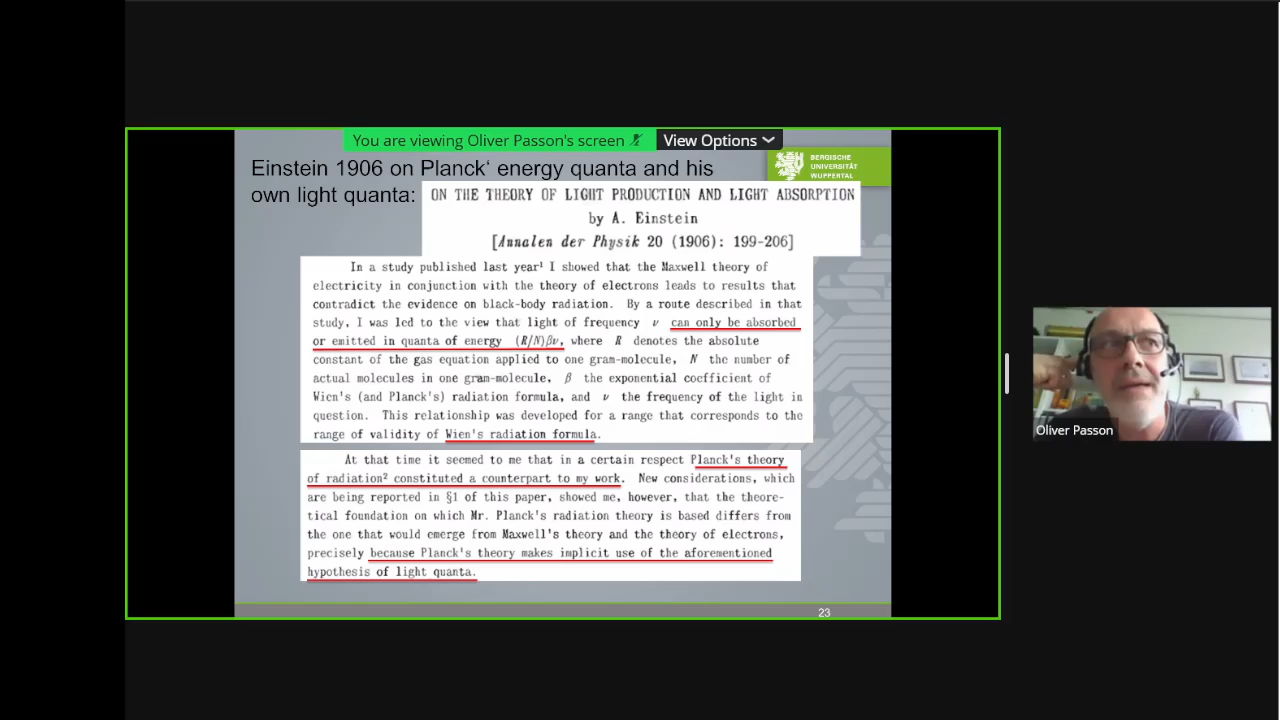 You are viewing Oliver Passon's screen
View Options
Einstein 1906 on Planck‘ energy quanta and his
own light quanta:
BERGISCHE
UNIVERSITÄT
WUPPERTAL
ON THE THEORY OF LIGHT PRODUCTION AND LIGHT ABSORPTION
by A. Einstein
[Annalen der Physik 20 (1906): 199-206]
In a study published last year¹ I showed that the Maxwell theory of
electricity in conjunction with the theory of electrons leads to results that
contradict the evidence on black-body radiation. By a route described in that
study, I was led to the view that light of frequency ν can only be absorbed
or emitted in quanta of energy (R/N)βν, where R denotes the absolute
constant of the gas equation applied to one gram-molecule, N the number of
actual molecules in one gram-molecule, β the exponential coefficient of
Wien's (and Planck's) radiation formula, and ν the frequency of the light in
question. This relationship was developed for a range that corresponds to the
range of validity of Wien's radiation formula.
At that time it seemed to me that in a certain respect Planck's theory
of radiation² constituted a counterpart to my work. New considerations, which
are being reported in §1 of this paper, showed me, however, that the theore-
tical foundation on which Mr. Planck's radiation theory is based differs from
the one that would emerge from Maxwell's theory and the theory of electrons,
precisely because Planck's theory makes implicit use of the aforementioned
hypothesis of light quanta.
23
Oliver Passon